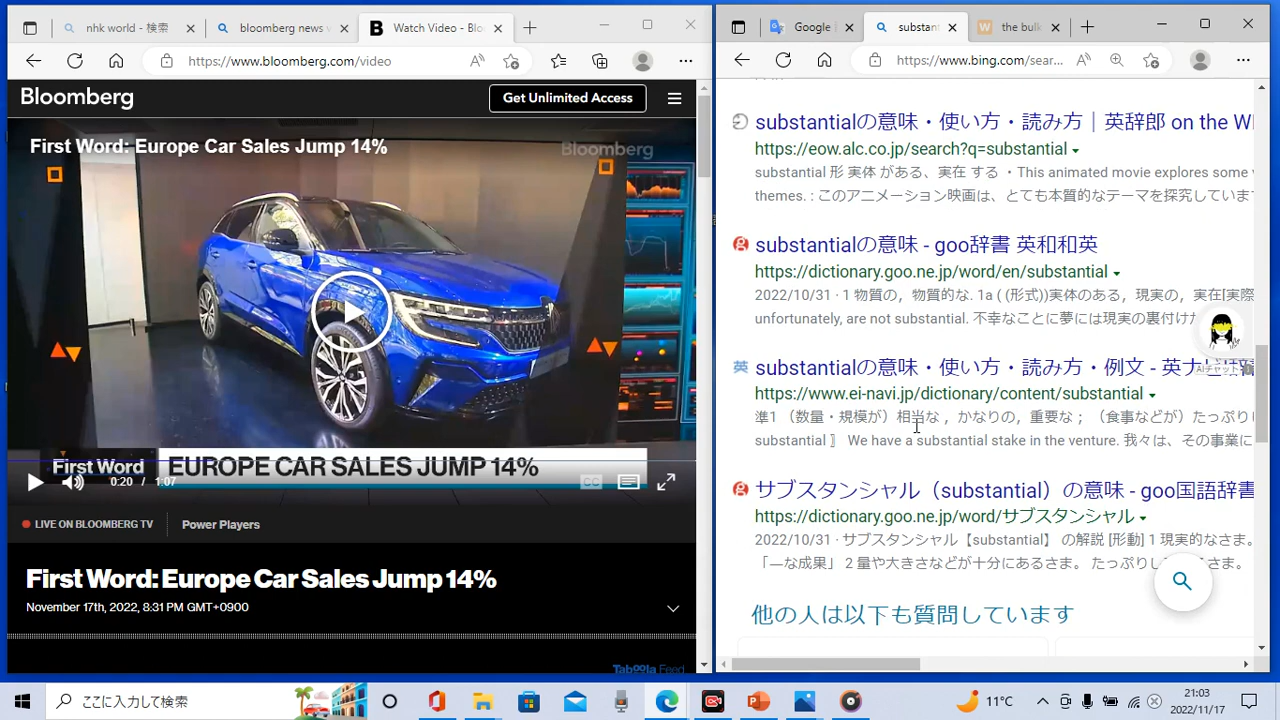 nhk world - 検索
bloomberg news v
Watch Video - Bl
https://www.bloomberg.com/video
Bloomberg
Get Unlimited Access
First Word: Europe Car Sales Jump 14%
Bloomberg
First Word
EUROPE CAR SALES JUMP 14%
0:20 / 1:07
CC
LIVE ON BLOOMBERG TV
Power Players
First Word: Europe Car Sales Jump 14%
November 17th, 2022, 8:31 PM GMT+0900
Taboola Feed
Google
substant
the bulk
https://www.bing.com/sear...
substantialの意味・使い方・読み方｜英辞郎 on the W
https://eow.alc.co.jp/search?q=substantial
substantial 形 実体 がある、実在 する ・This animated movie explores some
themes. : このアニメーション映画は、とても本質的なテーマを探究していま
substantialの意味 - goo辞書 英和和英
https://dictionary.goo.ne.jp/word/en/substantial
2022/10/31 · 1 物質の，物質的な. 1a ( (形式))実体のある，現実の，実在[実際
unfortunately, are not substantial. 不幸なことに夢には現実の裏付け
AIチャット
substantialの意味・使い方・読み方・例文 - 英ナビ
https://www.ei-navi.jp/dictionary/content/substantial
準1 （数量・規模が）相当な，かなりの，重要な； （食事などが）たっぷり
substantial 〗 We have a substantial stake in the venture. 我々は、その事業に
サブスタンシャル（substantial）の意味 - goo国語辞書
https://dictionary.goo.ne.jp/word/サブスタンシャル
2022/10/31 · サブスタンシャル【substantial】 の解説 [形動] 1 現実的なさま。
「―な成果」 2 量や大きさなどが十分にあるさま。 たっぷり さま。
他の人は以下も質問しています
ここに入力して検索
11°C
21:03
2022/11/17